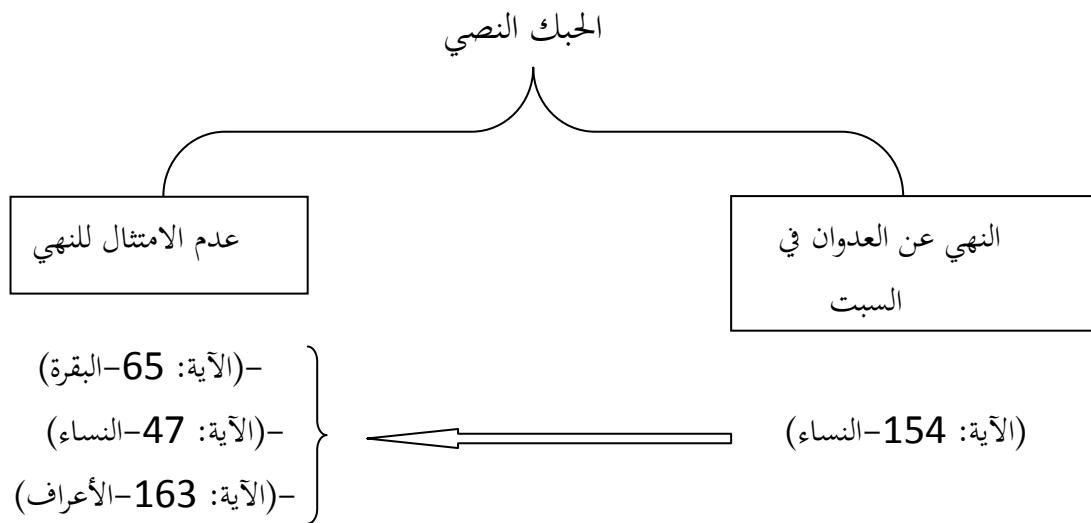 الحبك النصي
النهي عن العدوان في
السبت
عدم الامتثال للنهي
(الآية: 154-النساء)
-(الآية: 65-البقرة)
-(الآية: 47-النساء)
-(الآية: 163-الأعراف)